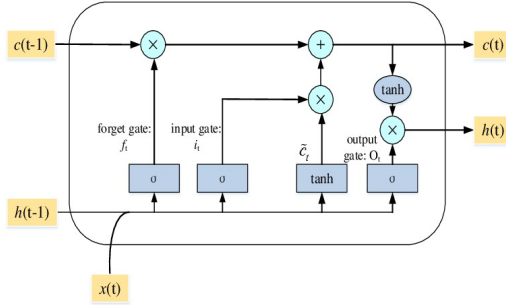 c(t-1)
×
+
c(t)
tanh
×
×
h(t)
forget gate:
f_t
input gate:
i_t
c̃_t
output
gate: O_t
σ
σ
tanh
σ
h(t-1)
x(t)